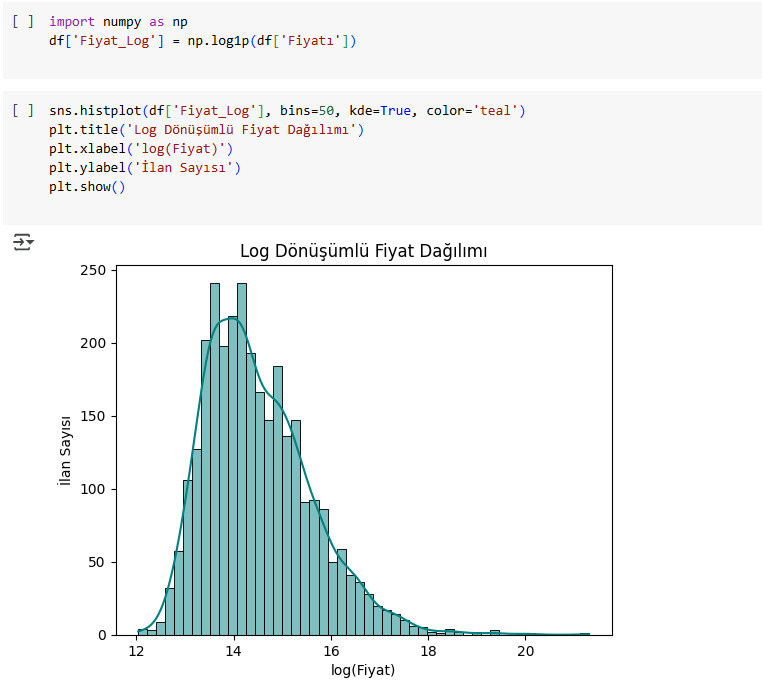 [ ] import numpy as np
df['Fiyat_Log'] = np.log1p(df['Fiyatı'])
[ ] sns.histplot(df['Fiyat_Log'], bins=50, kde=True, color='teal')
plt.title('Log Dönüşümlü Fiyat Dağılımı')
plt.xlabel('log(Fiyat)')
plt.ylabel('İlan Sayısı')
plt.show()
Log Dönüşümlü Fiyat Dağılımı
250
200
150
100
50
0
İlan Sayısı
12 14 16 18 20
log(Fiyat)